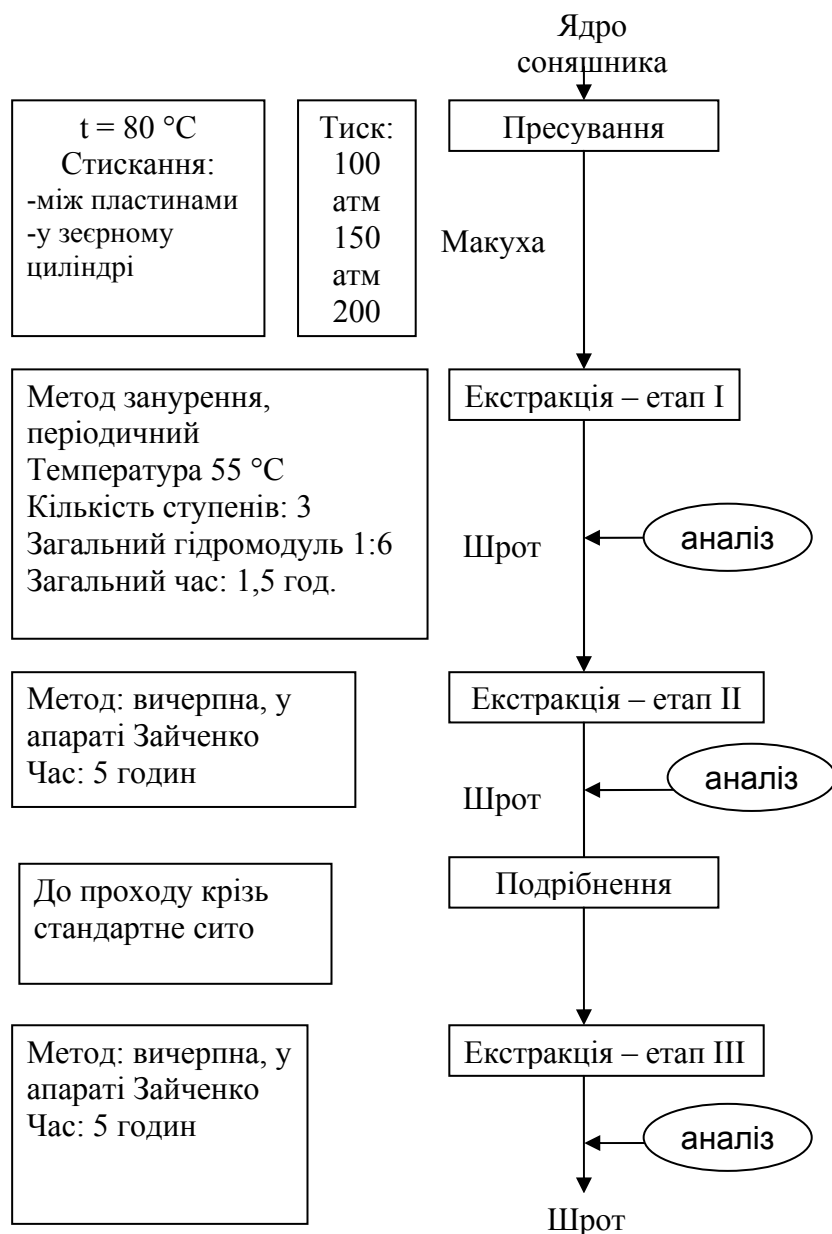 Ядро
соняшника
t = 80 °C
Стискання:
-між пластинами
-у зеєрному
циліндрі
Тиск:
100
атм
150
атм
200
Пресування
Макуха
Метод занурення,
періодичний
Температура 55 °C
Кількість ступенів: 3
Загальний гідромодуль 1:6
Загальний час: 1,5 год.
Екстракція – етап I
Шрот
аналіз
Метод: вичерпна, у
апараті Зайченко
Час: 5 годин
Екстракція – етап II
Шрот
аналіз
До проходу крізь
стандартне сито
Подрібнення
Метод: вичерпна, у
апараті Зайченко
Час: 5 годин
Екстракція – етап III
аналіз
Шрот